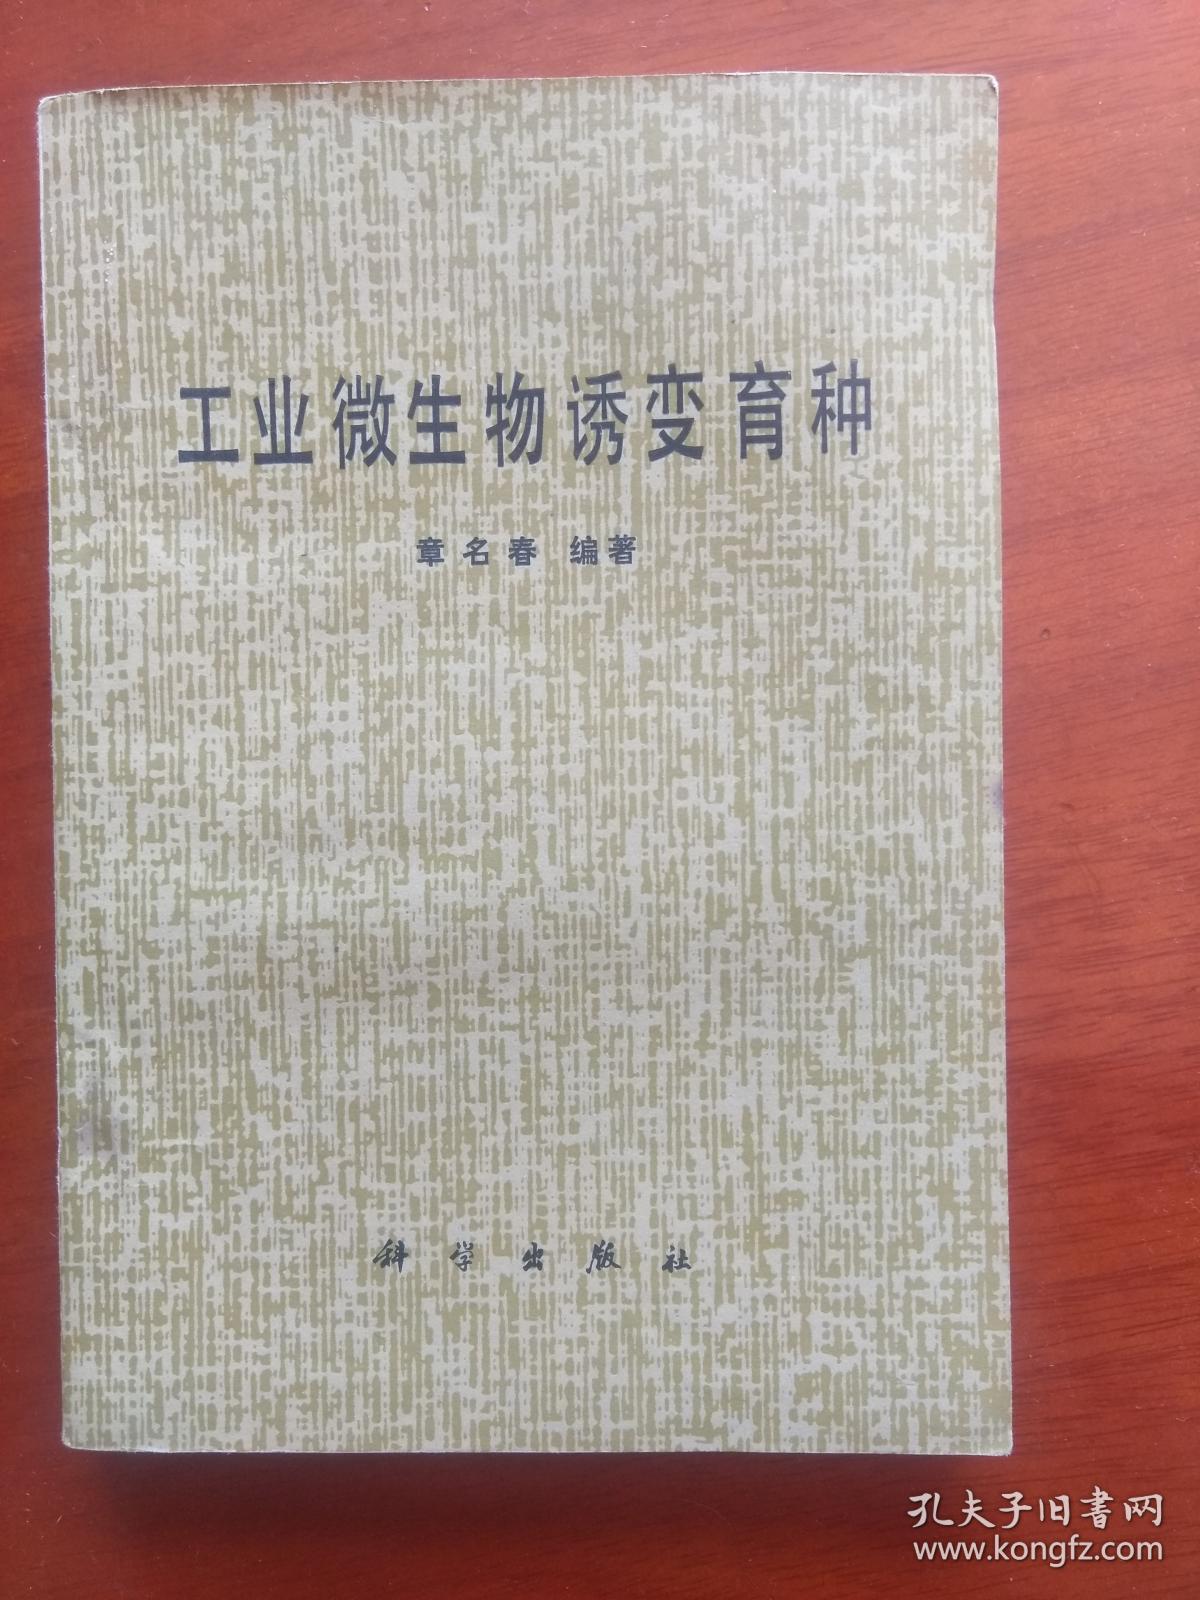 工业微生物诱变育种
章名春 编著
科学出版社
孔夫子旧书网
www.kongfz.com